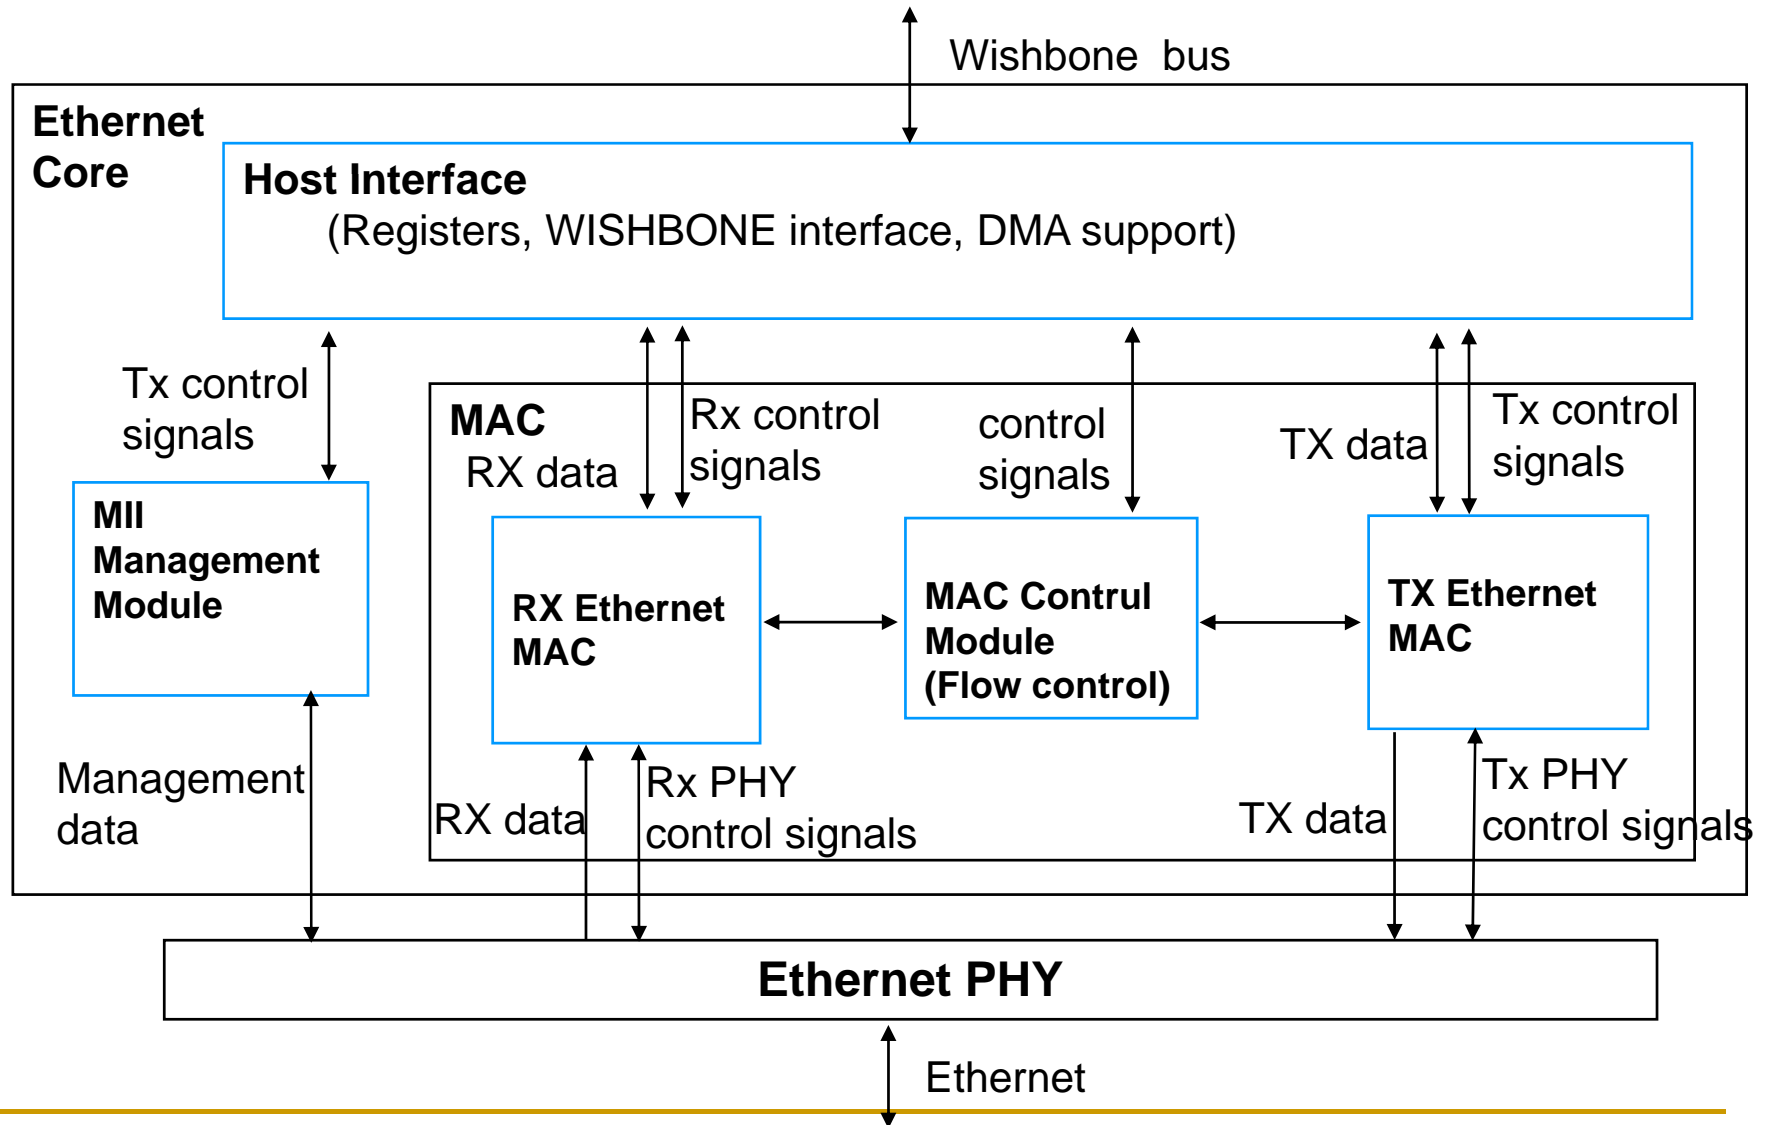 Wishbone bus
Ethernet
Core
Host Interface
(Registers, WISHBONE interface, DMA support)
Tx control
signals
MAC
RX data
Rx control
signals
control
signals
TX data
Tx control
signals
MII
Management
Module
RX Ethernet
MAC
MAC Contrul
Module
(Flow control)
TX Ethernet
MAC
Management
data
RX data
Rx PHY
control signals
TX data
Tx PHY
control signals
Ethernet PHY
Ethernet